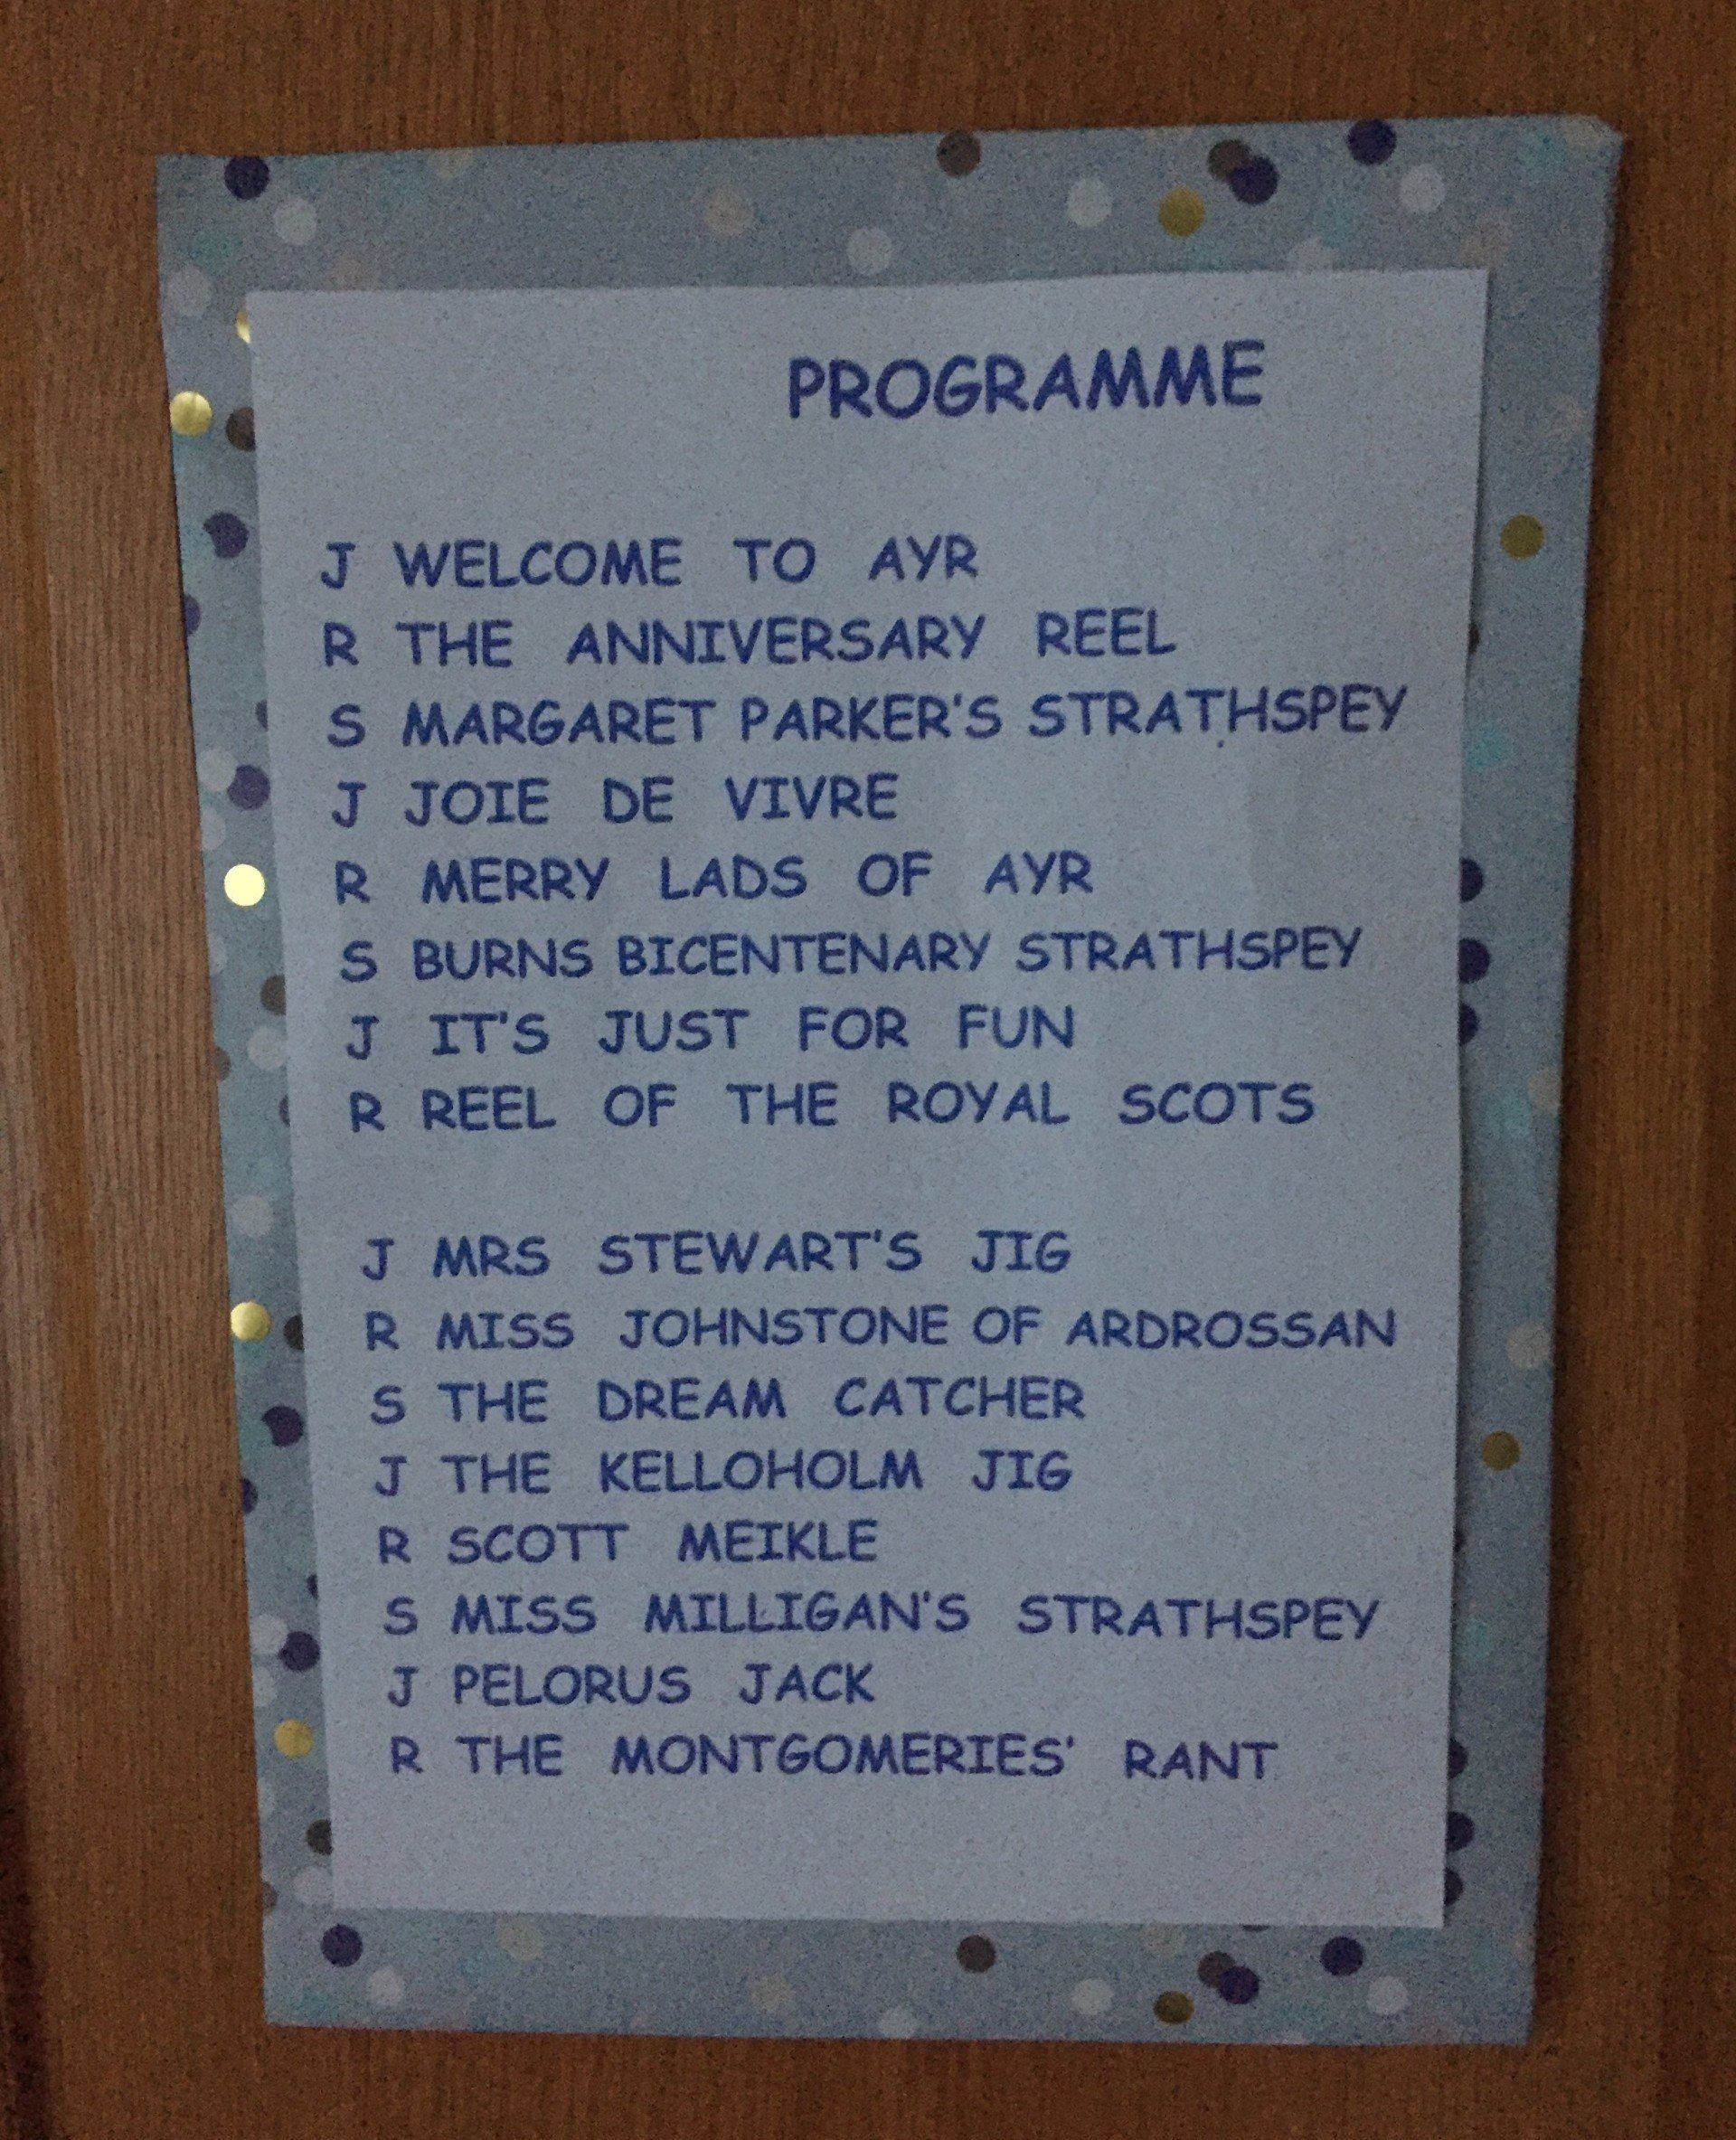 PROGRAMME
J WELCOME TO AYR
R THE ANNIVERSARY REEL
S MARGARET PARKER'S STRATHSPEY
J JOIE DE VIVRE
R MERRY LADS OF AYR
S BURNS BICENTENARY STRATHSPEY
J IT'S JUST FOR FUN
R REEL OF THE ROYAL SCOTS
J MRS STEWART'S JIG
R MISS JOHNSTONE OF ARDROSSAN
S THE DREAM CATCHER
J THE KELLOHOLM JIG
R SCOTT MEIKLE
S MISS MILLIGAN'S STRATHSPEY
J PELORUS JACK
R THE MONTGOMERIES' RANT